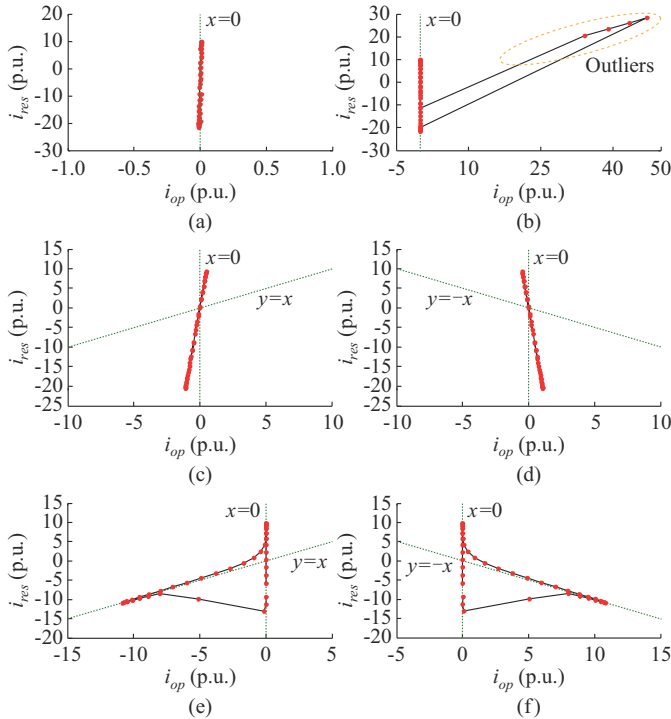 x=0
i_res (p.u.)
30
20
10
0
-10
-20
-30
-1.0
-0.5
0
0.5
1.0
i_op (p.u.)
(a)
x=0
Outliers
i_res (p.u.)
30
20
10
0
-10
-20
30
-5
10
25
40
50
i_op (p.u.)
(b)
x=0
y=x
i_res (p.u.)
15
10
5
0
-5
-10
-15
-20
-25
-10
-5
0
5
10
i_op (p.u.)
(c)
x=0
y=-x
i_res (p.u.)
15
10
5
0
-5
-10
-15
-20
-25
-10
-5
0
5
10
i_op (p.u.)
(d)
x=0
y=x
i_res (p.u.)
15
10
5
0
-5
-10
-15
-20
-15
-10
-5
0
5
i_op (p.u.)
(e)
x=0
y=-x
i_res (p.u.)
15
10
5
0
-5
-10
-15
-20
-5
0
5
10
15
i_op (p.u.)
(f)